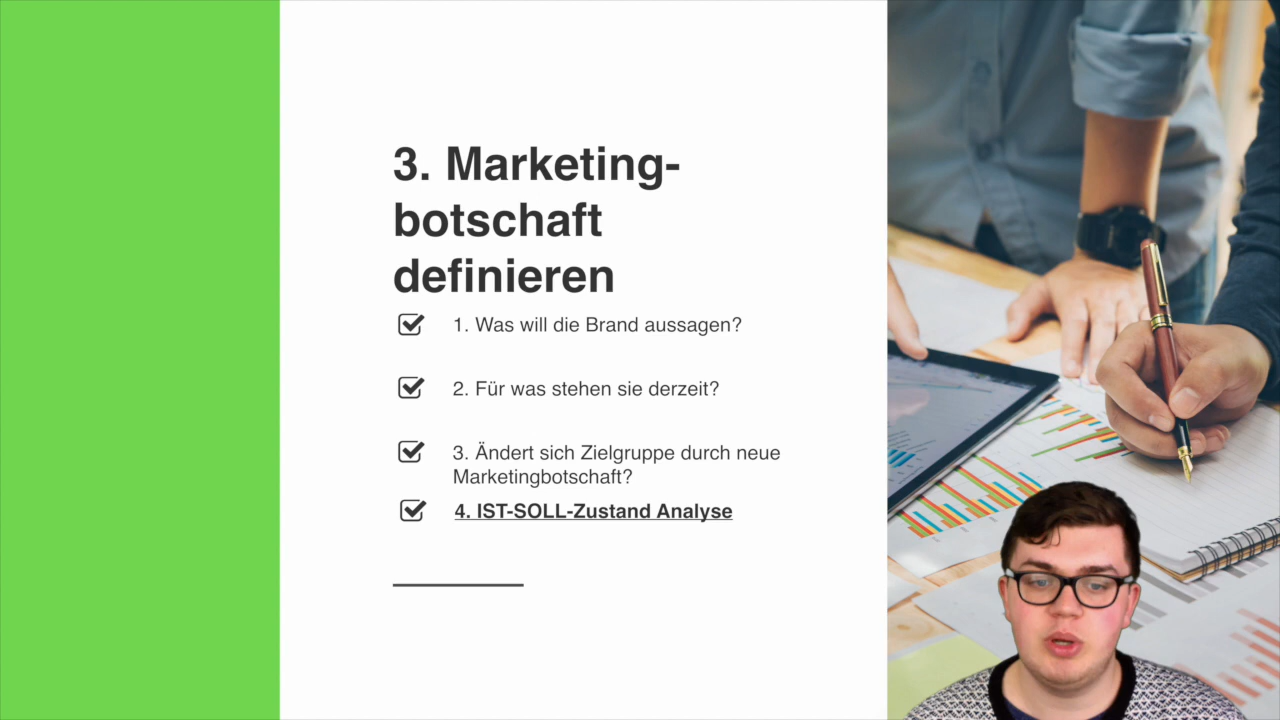 3. Marketing-
botschaft
definieren
1. Was will die Brand aussagen?
2. Für was stehen sie derzeit?
3. Ändert sich Zielgruppe durch neue
Marketingbotschaft?
4. IST-SOLL-Zustand Analyse